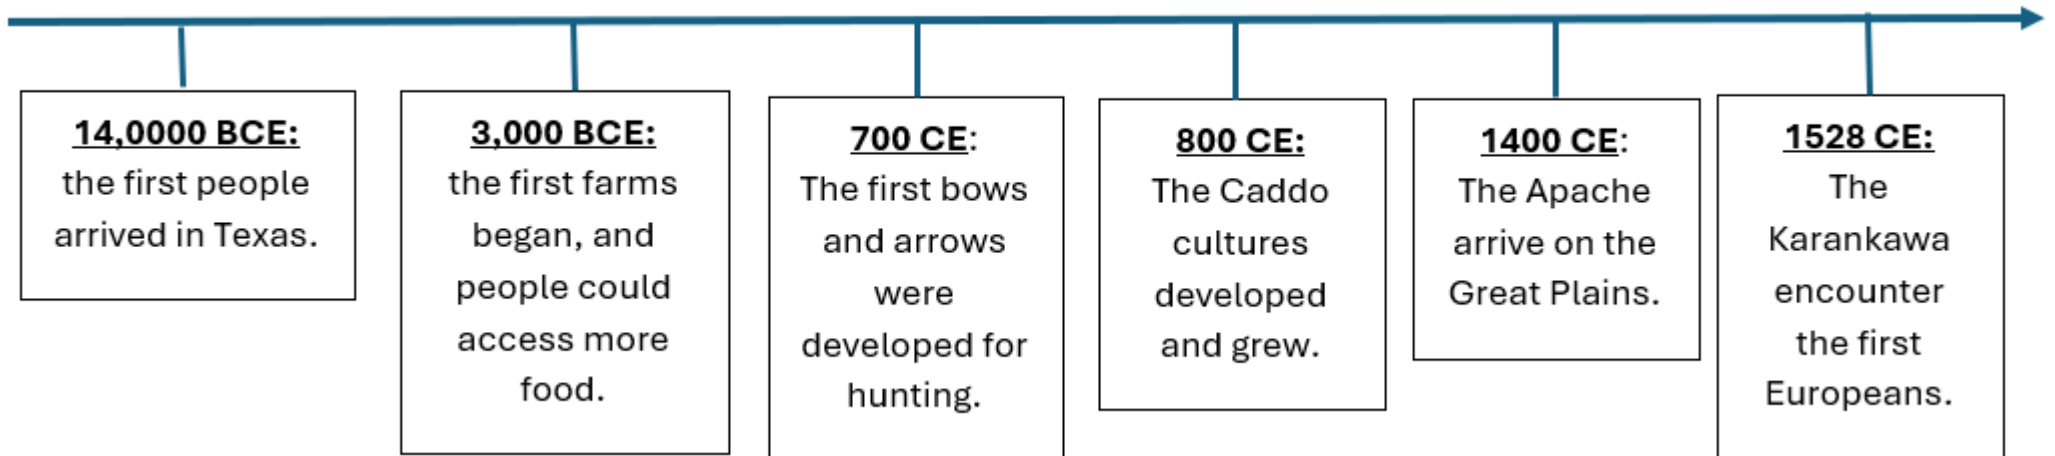 14,0000 BCE:
the first people
arrived in Texas.
3,000 BCE:
the first farms
began, and
people could
access more
food.
700 CE:
The first bows
and arrows
were
developed for
hunting.
800 CE:
The Caddo
cultures
developed
and grew.
1400 CE:
The Apache
arrive on the
Great Plains.
1528 CE:
The
Karankawa
encounter
the first
Europeans.